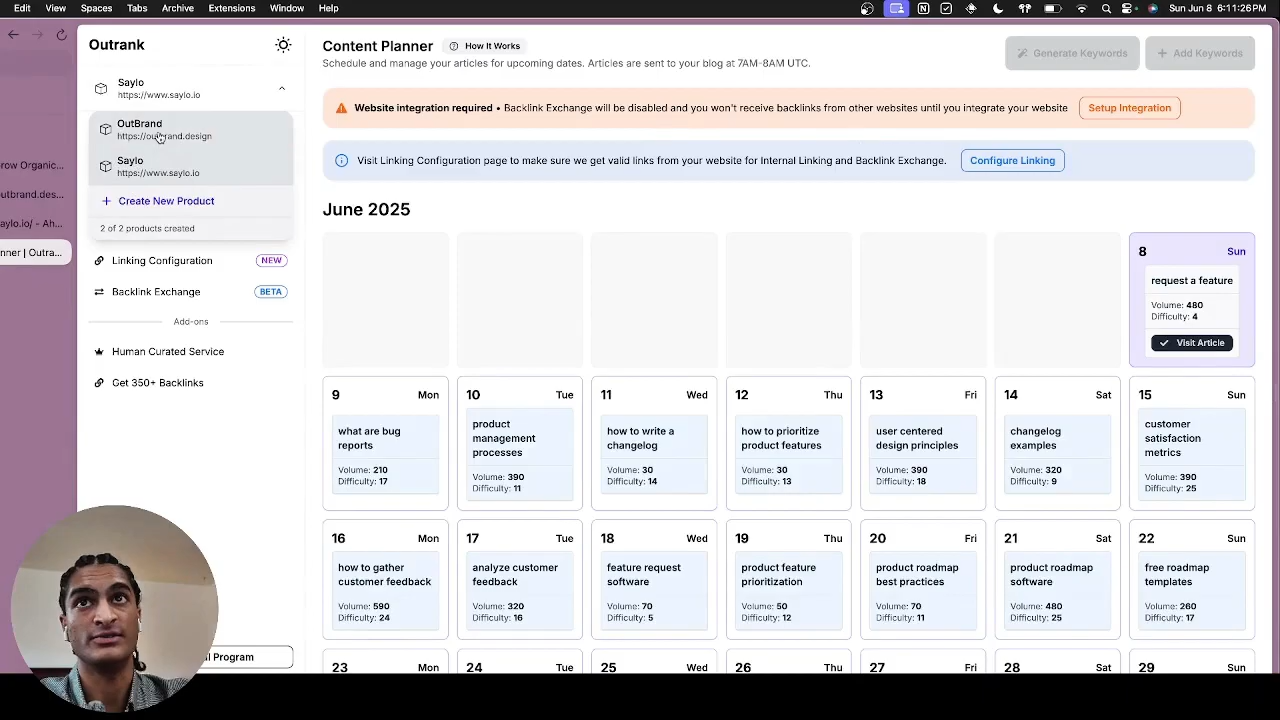 Edit View Spaces Tabs Archive Extensions Window Help Sun Jun 8 6:11:26 PM
Outrank
Saylo
https://www.saylo.io
OutBrand
https://outbrand.design
Saylo
https://www.saylo.io
+ Create New Product
2 of 2 products created
Linking Configuration NEW
Backlink Exchange BETA
Add-ons
Human Curated Service
Get 350+ Backlinks
row Organic...
outbrand.des...
aylo.io/ - Ah...
nner | Outra...
l Program
Content Planner
How It Works
Schedule and manage your articles for upcoming dates. Articles are sent to your blog at 7AM-8AM UTC.
Generate Keywords
+ Add Keywords
Website integration required • Backlink Exchange will be disabled and you won't receive backlinks from other websites until you integrate your website
Setup Integration
Visit Linking Configuration page to make sure we get valid links from your website for Internal Linking and Backlink Exchange.
Configure Linking
June 2025
8 Sun
request a feature
Volume: 480
Difficulty: 4
Visit Article
9 Mon
what are bug
reports
Volume: 210
Difficulty: 17
10 Tue
product
management
processes
Volume: 390
Difficulty: 11
11 Wed
how to write a
changelog
Volume: 30
Difficulty: 14
12 Thu
how to prioritize
product features
Volume: 30
Difficulty: 13
13 Fri
user centered
design principles
Volume: 390
Difficulty: 18
14 Sat
changelog
examples
Volume: 320
Difficulty: 9
15 Sun
customer
satisfaction
metrics
Volume: 390
Difficulty: 25
16 Mon
how to gather
customer feedback
Volume: 590
Difficulty: 24
17 Tue
analyze customer
feedback
Volume: 320
Difficulty: 16
18 Wed
feature request
software
Volume: 70
Difficulty: 5
19 Thu
product feature
prioritization
Volume: 50
Difficulty: 12
20 Fri
product roadmap
best practices
Volume: 70
Difficulty: 11
21 Sat
product roadmap
software
Volume: 480
Difficulty: 25
22 Sun
free roadmap
templates
Volume: 260
Difficulty: 17
23 Mon
24 Tue
25 Wed
26 Thu
27 Fri
28 Sat
29 Sun